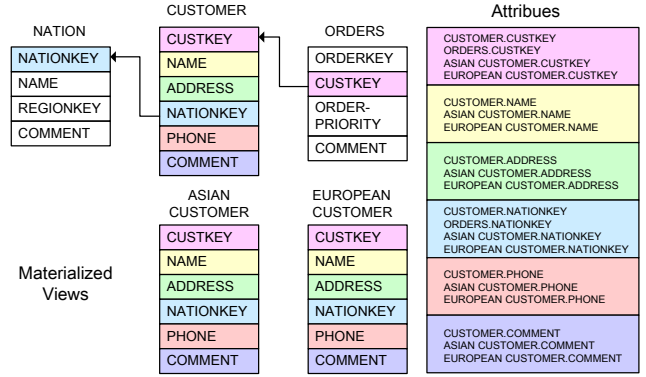 NATION
NATIONKEY
NAME
REGIONKEY
COMMENT
CUSTOMER
CUSTKEY
NAME
ADDRESS
NATIONKEY
PHONE
COMMENT
ORDERS
ORDERKEY
CUSTKEY
ORDER-
PRIORITY
COMMENT
Materialized
Views
ASIAN
CUSTOMER
CUSTKEY
NAME
ADDRESS
NATIONKEY
PHONE
COMMENT
EUROPEAN
CUSTOMER
CUSTKEY
NAME
ADDRESS
NATIONKEY
PHONE
COMMENT
Attribues
CUSTOMER.CUSTKEY
ORDERS.CUSTKEY
ASIAN CUSTOMER.CUSTKEY
EUROPEAN CUSTOMER.CUSTKEY
CUSTOMER.NAME
ASIAN CUSTOMER.NAME
EUROPEAN CUSTOMER.NAME
CUSTOMER.ADDRESS
ASIAN CUSTOMER.ADDRESS
EUROPEAN CUSTOMER.ADDRESS
CUSTOMER.NATIONKEY
ORDERS.NATIONKEY
ASIAN CUSTOMER.NATIONKEY
EUROPEAN CUSTOMER.NATIONKEY
CUSTOMER.PHONE
ASIAN CUSTOMER.PHONE
EUROPEAN CUSTOMER.PHONE
CUSTOMER.COMMENT
ASIAN CUSTOMER.COMMENT
EUROPEAN CUSTOMER.COMMENT